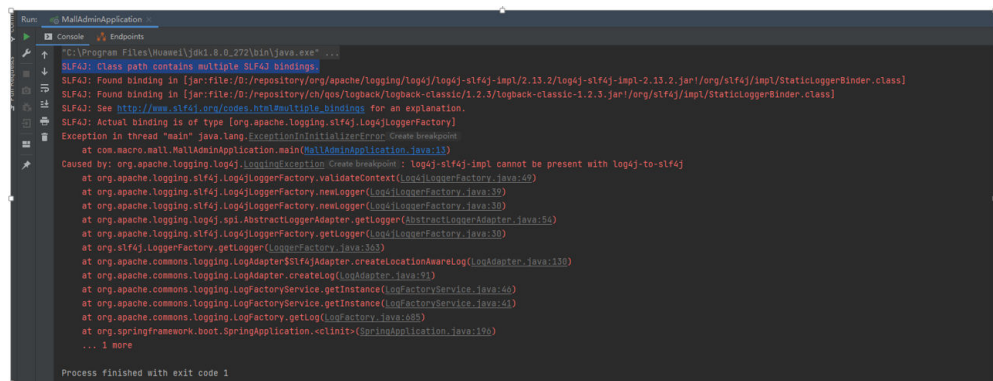 Run: MallAdminApplication ×
Console Endpoints
"C:\Program Files\Huawei\jdk1.8.0_272\bin\java.exe" ...
SLF4J: Class path contains multiple SLF4J bindings.
SLF4J: Found binding in [jar:file:/D:/repository/org/apache/logging/log4j/log4j-slf4j-impl/2.13.2/log4j-slf4j-impl-2.13.2.jar!/org/slf4j/impl/StaticLoggerBinder.class]
SLF4J: Found binding in [jar:file:/D:/repository/ch/qos/logback/logback-classic/1.2.3/logback-classic-1.2.3.jar!/org/slf4j/impl/StaticLoggerBinder.class]
SLF4J: See http://www.slf4j.org/codes.html#multiple_bindings for an explanation.
SLF4J: Actual binding is of type [org.apache.logging.slf4j.Log4jLoggerFactory]
Exception in thread "main" java.lang.ExceptionInInitializerError Create breakpoint
at com.macro.mall.MallAdminApplication.main(MallAdminApplication.java:13)
Caused by: org.apache.logging.log4j.LoggingException Create breakpoint : log4j-slf4j-impl cannot be present with log4j-to-slf4j
at org.apache.logging.slf4j.Log4jLoggerFactory.validateContext(Log4jLoggerFactory.java:49)
at org.apache.logging.slf4j.Log4jLoggerFactory.newLogger(Log4jLoggerFactory.java:39)
at org.apache.logging.slf4j.Log4jLoggerFactory.newLogger(Log4jLoggerFactory.java:30)
at org.apache.logging.log4j.spi.AbstractLoggerAdapter.getLogger(AbstractLoggerAdapter.java:54)
at org.apache.logging.slf4j.Log4jLoggerFactory.getLogger(Log4jLoggerFactory.java:30)
at org.slf4j.LoggerFactory.getLogger(LoggerFactory.java:363)
at org.apache.commons.logging.LogAdapter$Slf4jAdapter.createLocationAwareLog(LogAdapter.java:130)
at org.apache.commons.logging.LogAdapter.createLog(LogAdapter.java:91)
at org.apache.commons.logging.LogFactoryService.getInstance(LogFactoryService.java:46)
at org.apache.commons.logging.LogFactoryService.getInstance(LogFactoryService.java:41)
at org.apache.commons.logging.LogFactory.getLog(LogFactory.java:685)
at org.springframework.boot.SpringApplication.<clinit>(SpringApplication.java:196)
... 1 more
Process finished with exit code 1